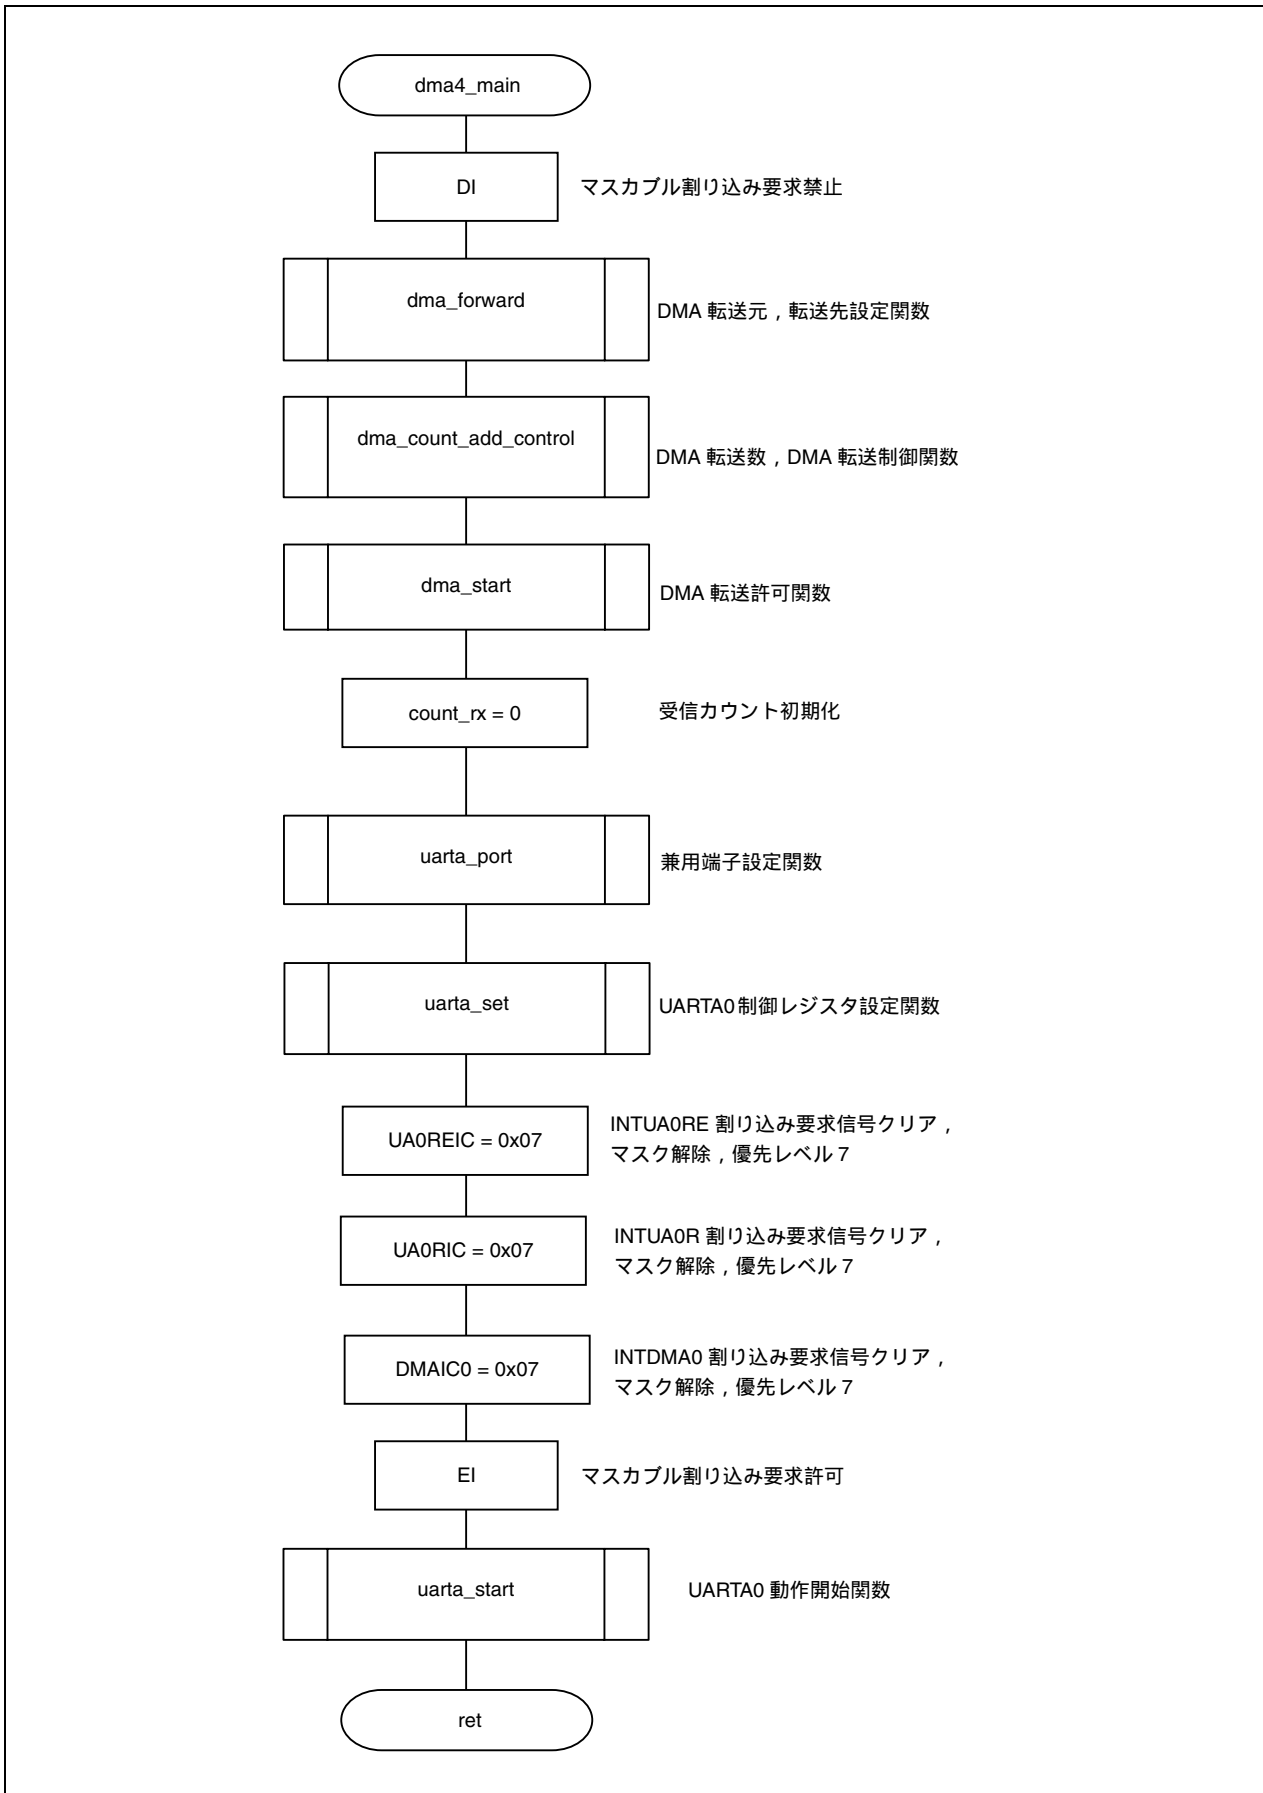 dma4_main
DI
マスカブル割り込み要求禁止
dma_forward
DMA 転送元，転送先設定関数
dma_count_add_control
DMA 転送数，DMA 転送制御関数
dma_start
DMA 転送許可関数
count_rx = 0
受信カウント初期化
uarta_port
兼用端子設定関数
uarta_set
UARTA0制御レジスタ設定関数
UA0REIC = 0x07
INTUA0RE 割り込み要求信号クリア，
マスク解除，優先レベル７
UA0RIC = 0x07
INTUA0R 割り込み要求信号クリア，
マスク解除，優先レベル７
DMAIC0 = 0x07
INTDMA0 割り込み要求信号クリア，
マスク解除，優先レベル７
EI
マスカブル割り込み要求許可
uarta_start
UARTA0 動作開始関数
ret